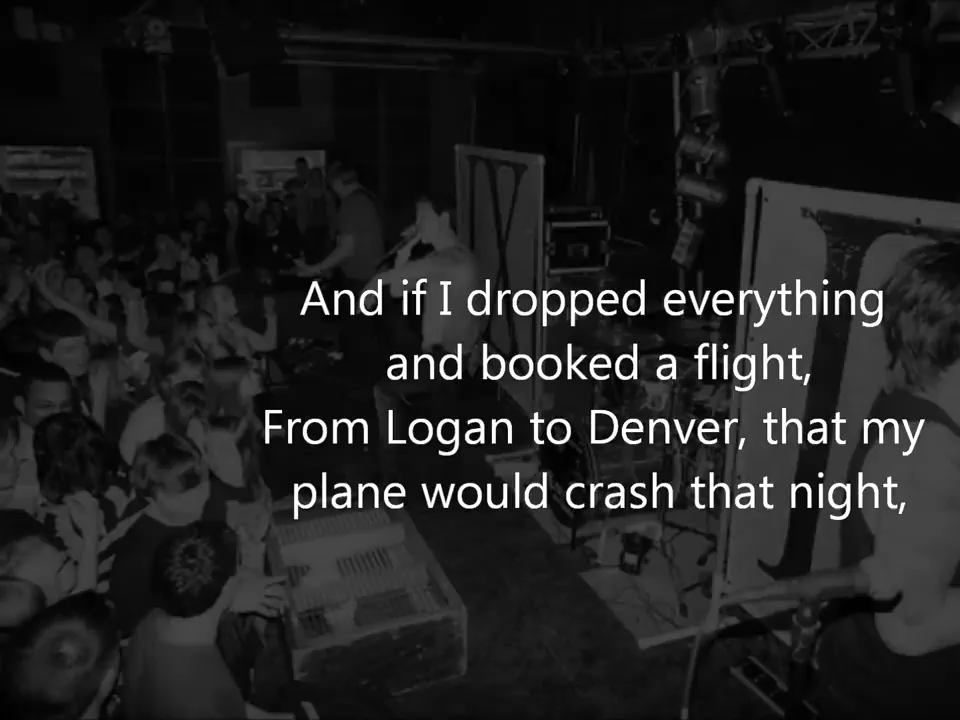 And if I dropped everything
and booked a flight,
From Logan to Denver, that my
plane would crash that night,